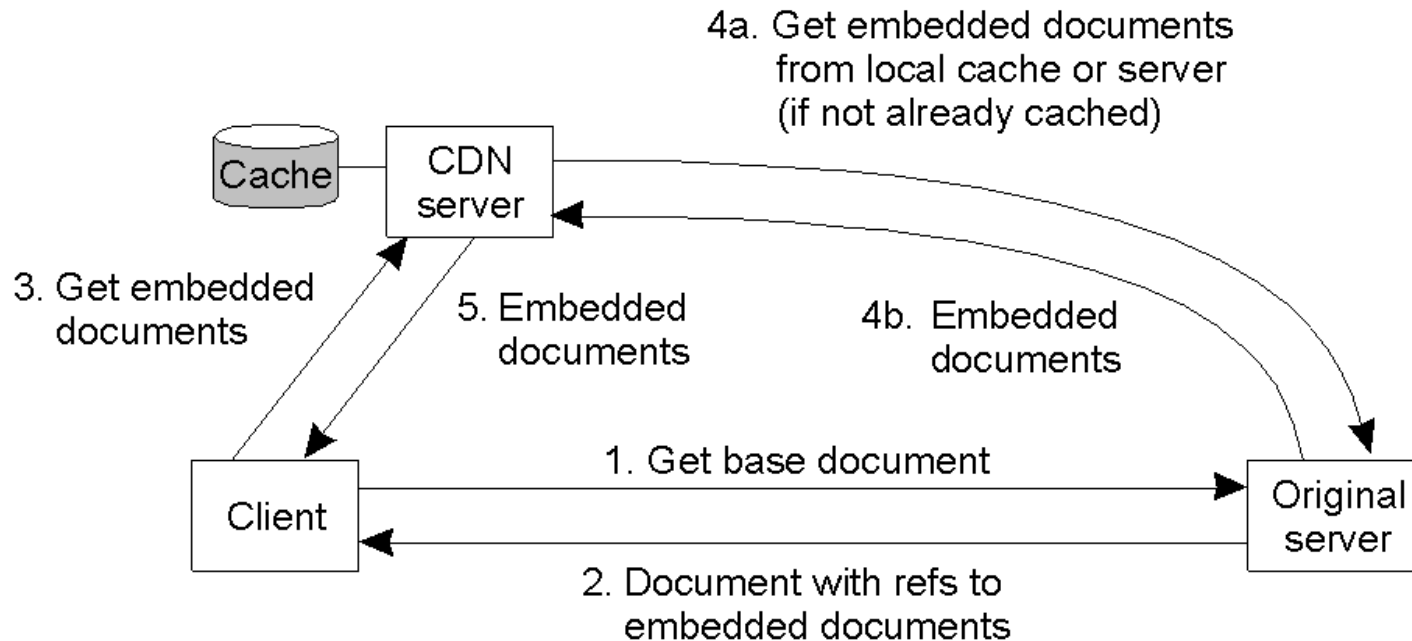 4a. Get embedded documents
from local cache or server
(if not already cached)
Cache
CDN
server
3. Get embedded
documents
5. Embedded
documents
4b. Embedded
documents
1. Get base document
Client
Original
server
2. Document with refs to
embedded documents